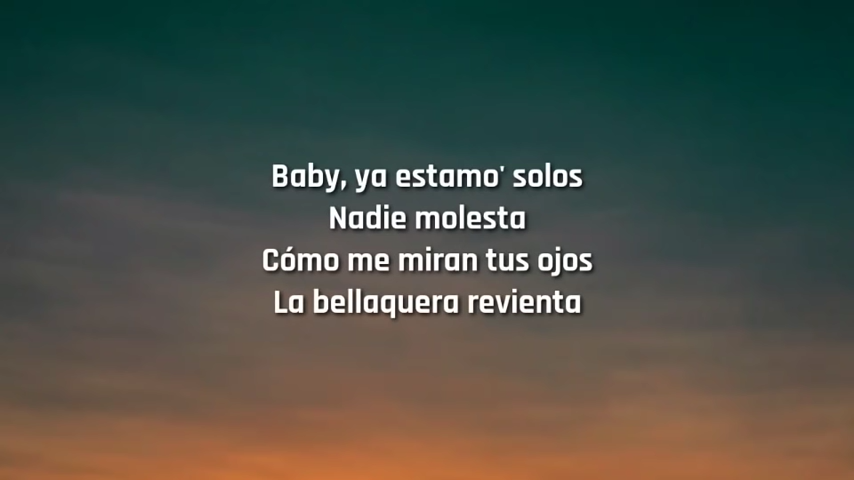 Baby, ya estamo' solos
Nadie molesta
Cómo me miran tus ojos
La bellaquera revienta